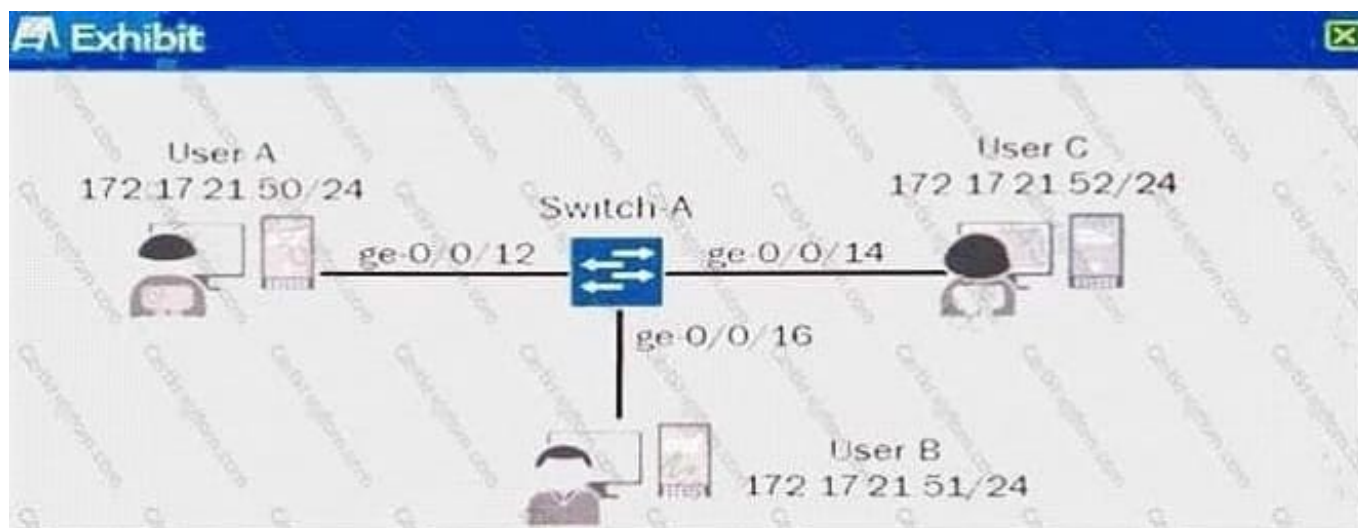 Exhibit
User A
172 17 21 50/24
User C
172 17 21 52/24
Switch-A
ge-0/0/12
ge-0/0/14
ge-0/0/16
User B
172 17 21 51/24